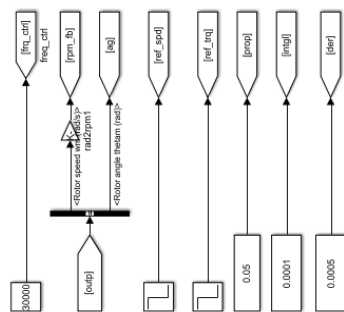 [frq_ctrl]
freq_ctrl
[rpm_fb]
[ag]
[ref_spd]
[ref_trq]
[prop]
[intgl]
[der]
<Rotor speed wm (rad/s)>
rad2rpm1
<Rotor angle thetam (rad)>
30000
[outp]
0.05
0.0001
0.0005